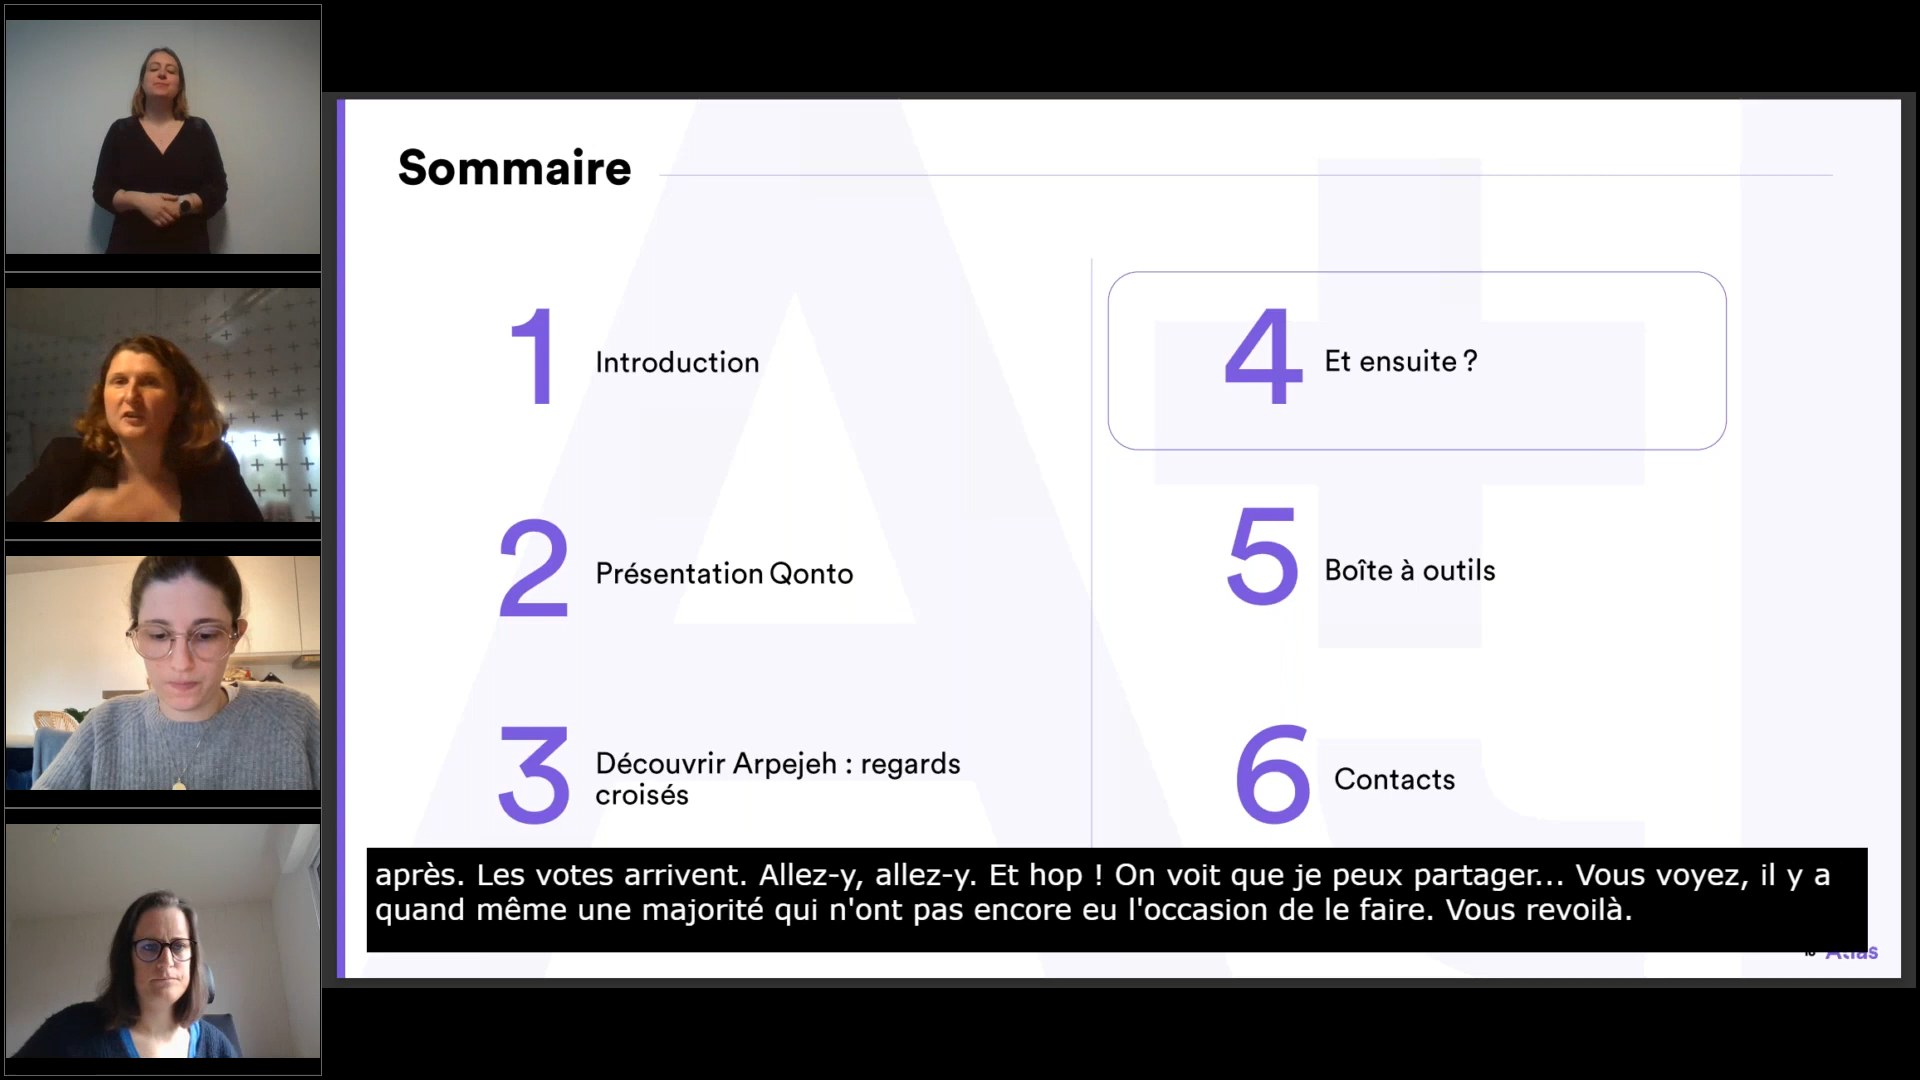 Sommaire
1 Introduction
2 Présentation Qonto
3 Découvrir Arpejeh : regards
croisés
4 Et ensuite ?
5 Boîte à outils
6 Contacts
après. Les votes arrivent. Allez-y, allez-y. Et hop ! On voit que je peux partager... Vous voyez, il y a
quand même une majorité qui n'ont pas encore eu l'occasion de le faire. Vous revoilà.
Atlas